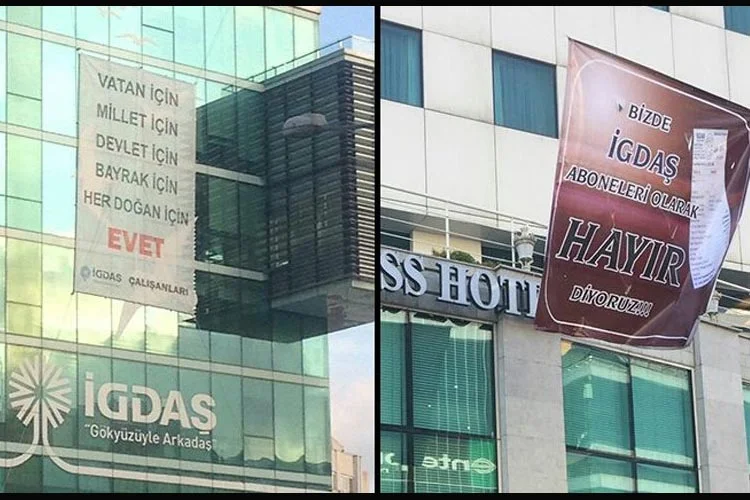 VATAN İÇİN
MİLLET İÇİN
DEVLET İÇİN
BAYRAK İÇİN
HER DOĞAN İÇİN
EVET
İGDAŞ ÇALIŞANLARI
İGDAŞ
"Gökyüzüyle Arkadaş"
BİZDE
İGDAŞ
ABONELERİ OLARAK
HAYIR
DİYORUZ!!!
SS HOT
ente